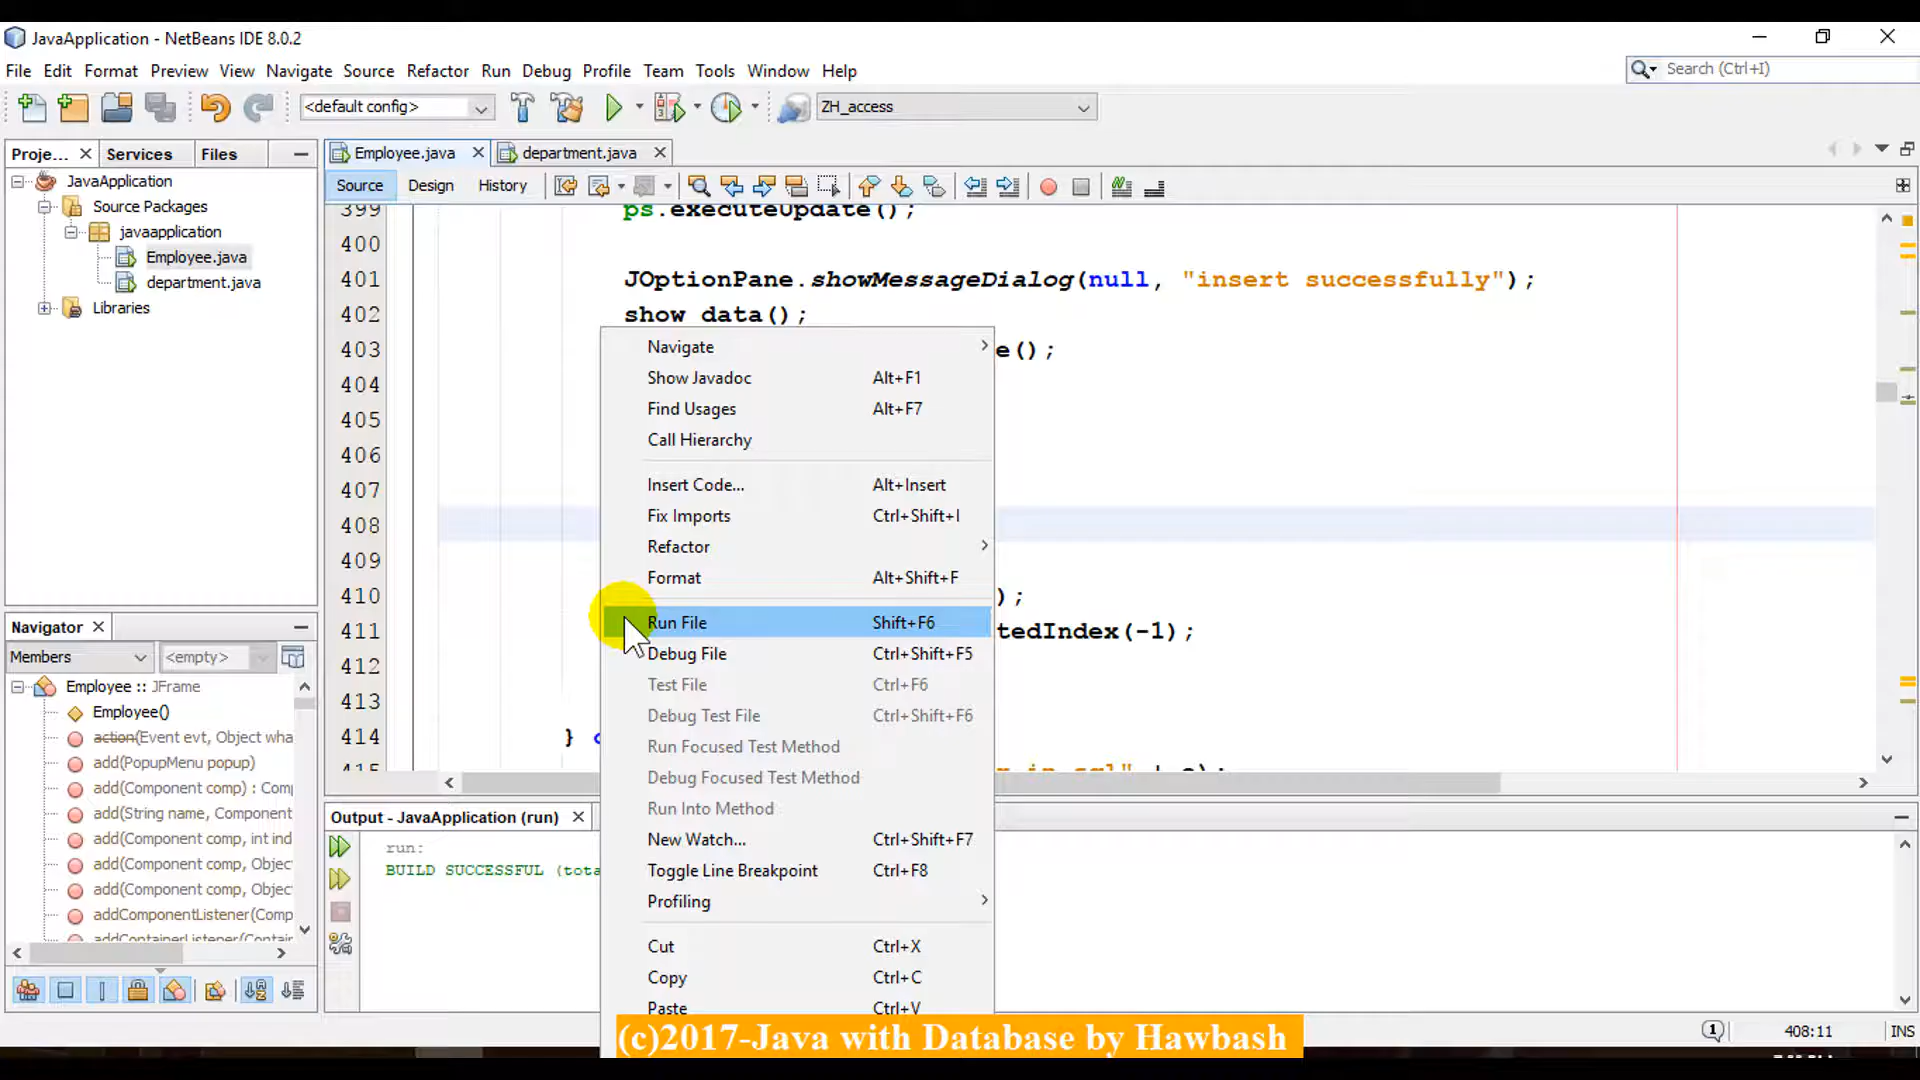 JavaApplication - NetBeans IDE 8.0.2
File Edit Format Preview View Navigate Source Refactor Run Debug Profile Team Tools Window Help
Search (Ctrl+I)
<default config>
ZH_access
Proje... Services Files
JavaApplication
Source Packages
javaapplication
Employee.java
department.java
Libraries
Employee.java department.java
Source Design History
399 ps.executeUpdate();
400
401 JOptionPane.showMessageDialog(null, "insert successfully");
402 show data();
403 e();
404
405
406
407
408
409
410 );
411 tedIndex(-1);
412
413
414 }
415
Navigate
Show Javadoc Alt+F1
Find Usages Alt+F7
Call Hierarchy
Insert Code... Alt+Insert
Fix Imports Ctrl+Shift+I
Refactor
Format Alt+Shift+F
Run File Shift+F6
Debug File Ctrl+Shift+F5
Test File Ctrl+F6
Debug Test File Ctrl+Shift+F6
Run Focused Test Method
Debug Focused Test Method
Run Into Method
New Watch... Ctrl+Shift+F7
Toggle Line Breakpoint Ctrl+F8
Profiling
Cut Ctrl+X
Copy Ctrl+C
Paste Ctrl+V
Navigator
Members <empty>
Employee :: JFrame
Employee()
action(Event evt, Object wha
add(PopupMenu popup)
add(Component comp) : Comp
add(String name, Component
add(Component comp, int ind
add(Component comp, Object
add(Component comp, Object
addComponentListener(Comp
addContainerListener(Contain
Output - JavaApplication (run)
run:
BUILD SUCCESSFUL (tota
408:11 INS
(c)2017-Java with Database by Hawbash